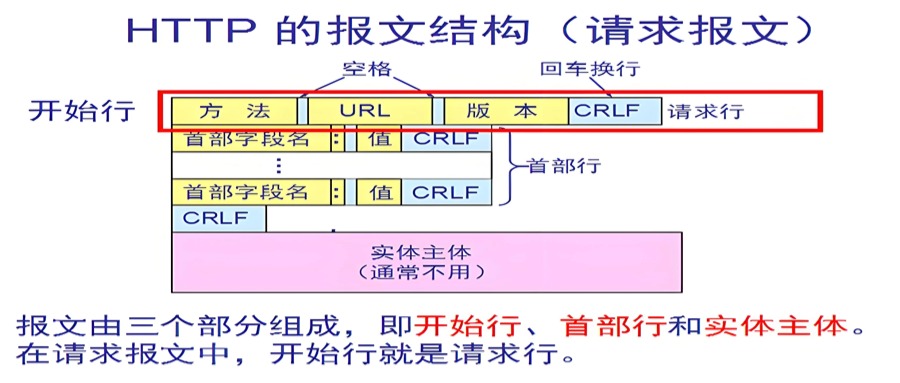 HTTP 的报文结构（请求报文）
空格 回车换行
开始行 方 法 URL 版 本 CRLF 请求行
首部字段名 : 值 CRLF
⋮ 首部行
首部字段名 : 值 CRLF
CRLF
实体主体
（通常不用）
报文由三个部分组成，即开始行、首部行和实体主体。
在请求报文中，开始行就是请求行。